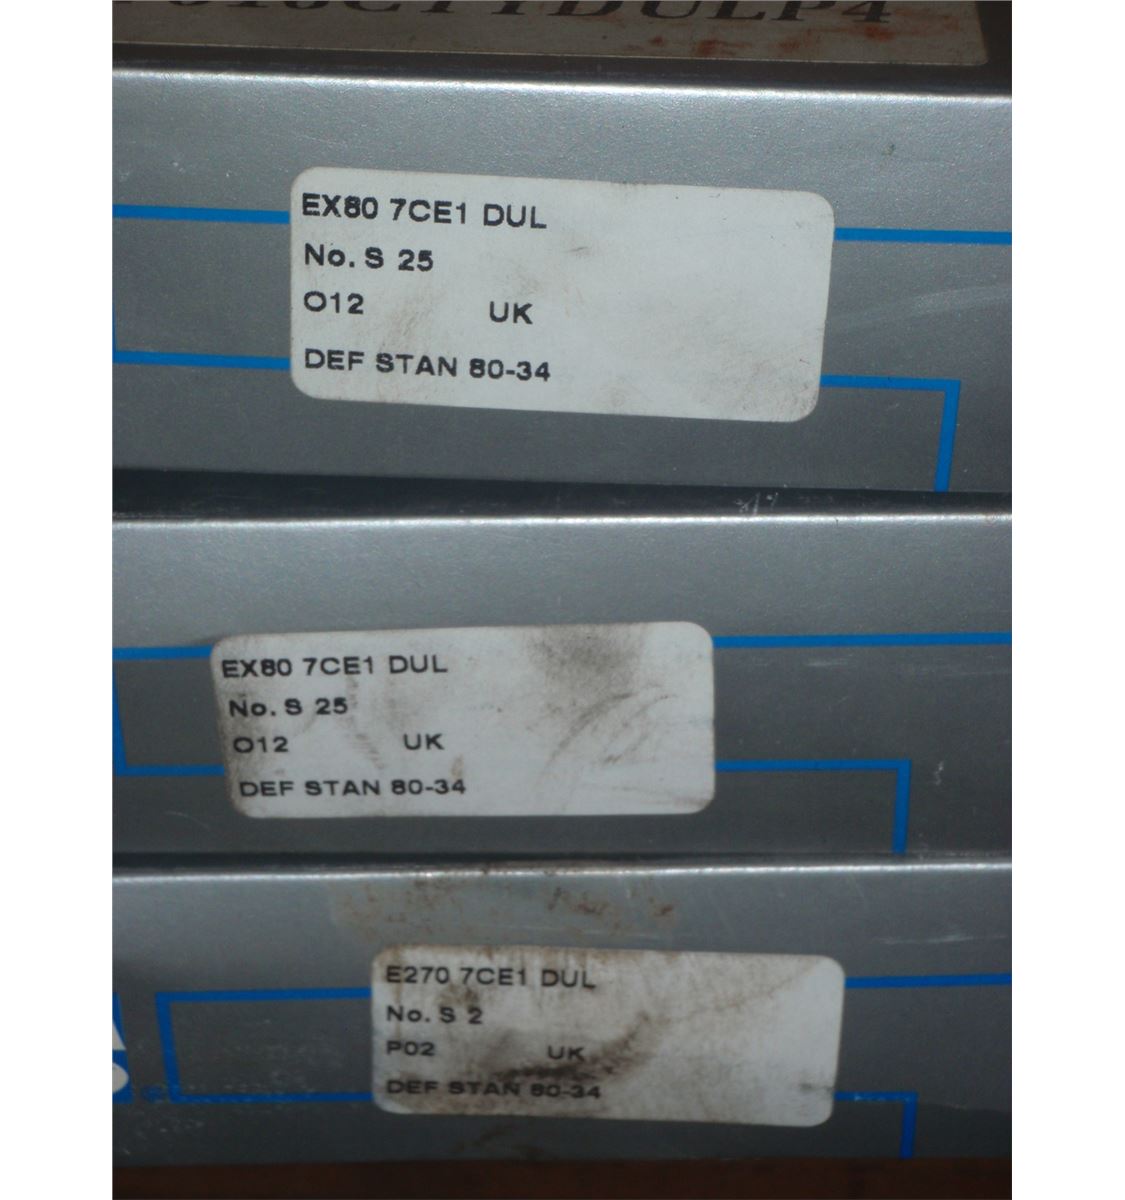 EX80 7CE1 DUL
No. S 25
O12 UK
DEF STAN 80-34
EX80 7CE1 DUL
No. S 25
O12 UK
DEF STAN 80-34
E270 7CE1 DUL
No. S 2
P02 UK
DEF STAN 80-34